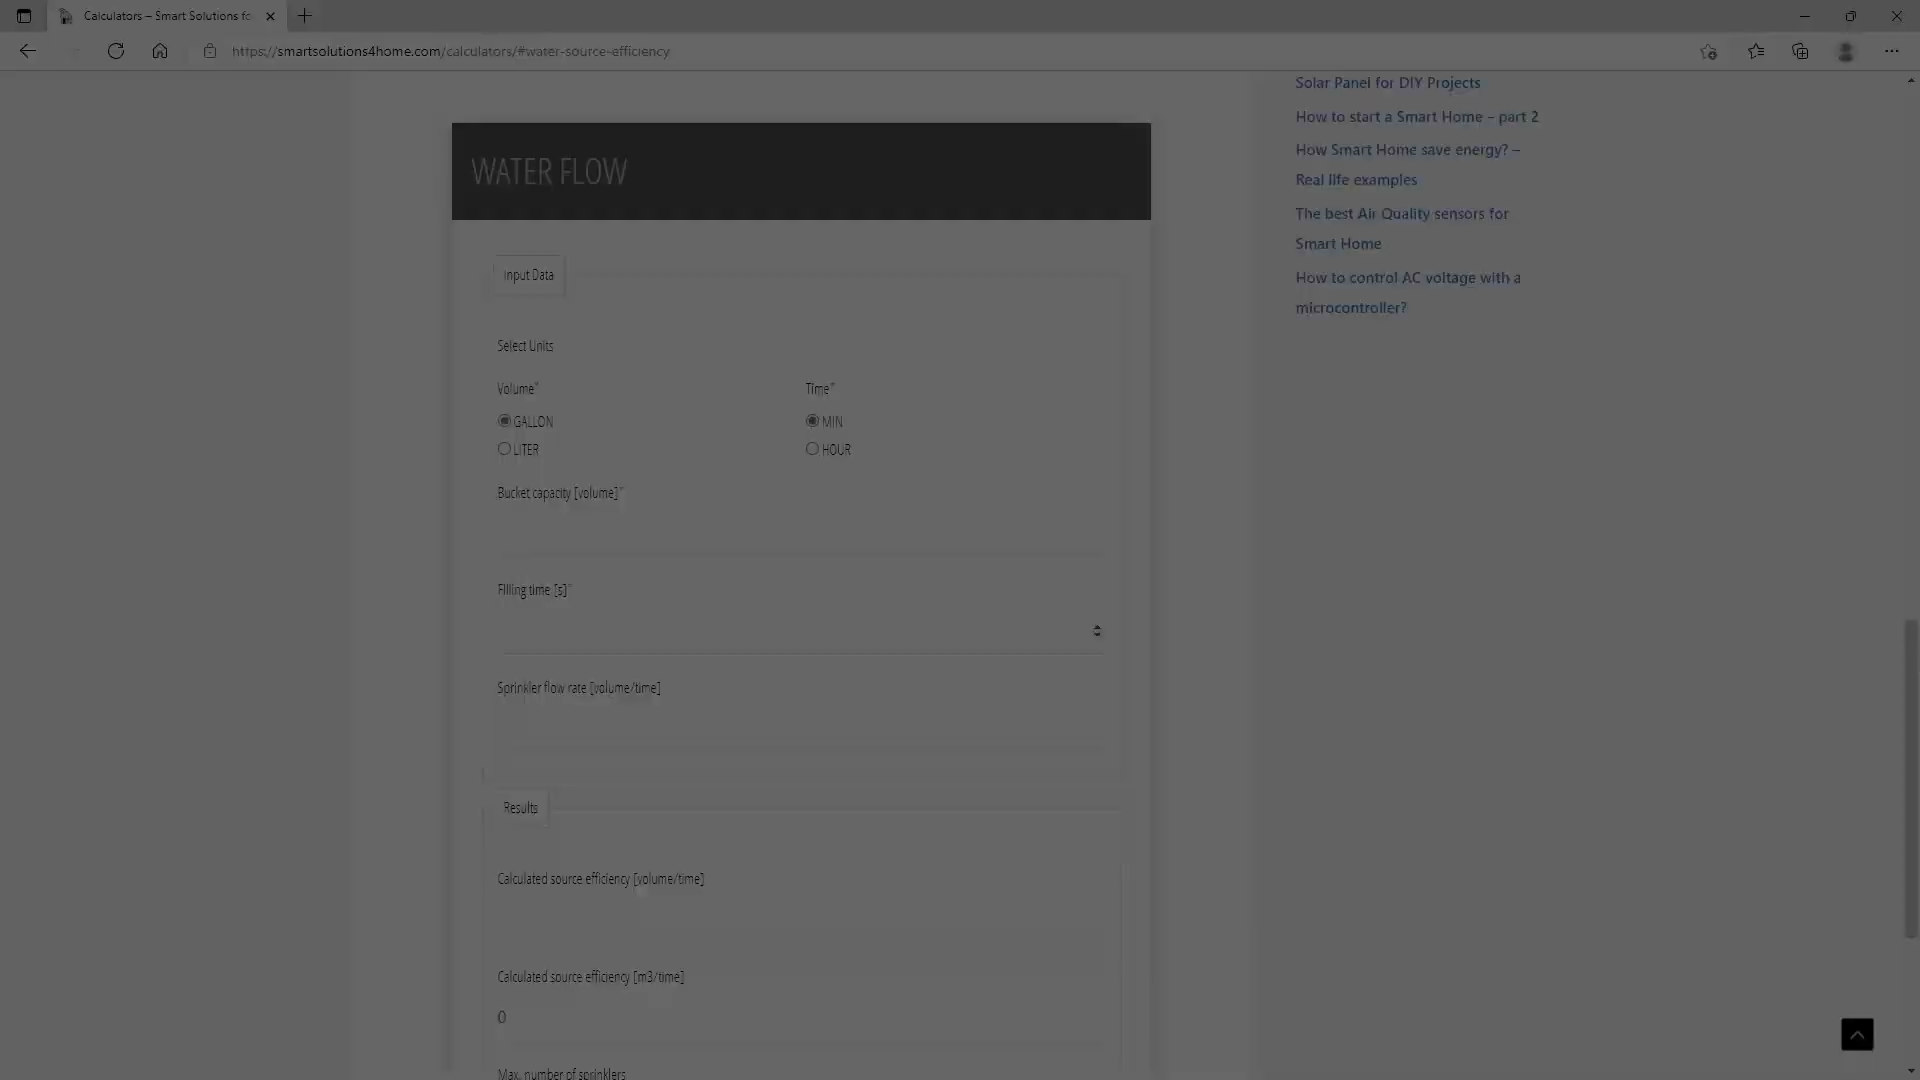 Calculators – Smart Solutions fo
https://smartsolutions4home.com/calculators/#water-source-efficiency
Solar Panel for DIY Projects
How to start a Smart Home – part 2
How Smart Home save energy? –
Real life examples
The best Air Quality sensors for
Smart Home
How to control AC voltage with a
microcontroller?
WATER FLOW
Input Data
Select Units
Volume* Time*
GALLON MIN
LITER HOUR
Bucket capacity [volume]*
Filling time [s]*
Sprinkler flow rate [volume/time]
Results
Calculated source efficiency [volume/time]
Calculated source efficiency [m3/time]
0
Max. number of sprinklers